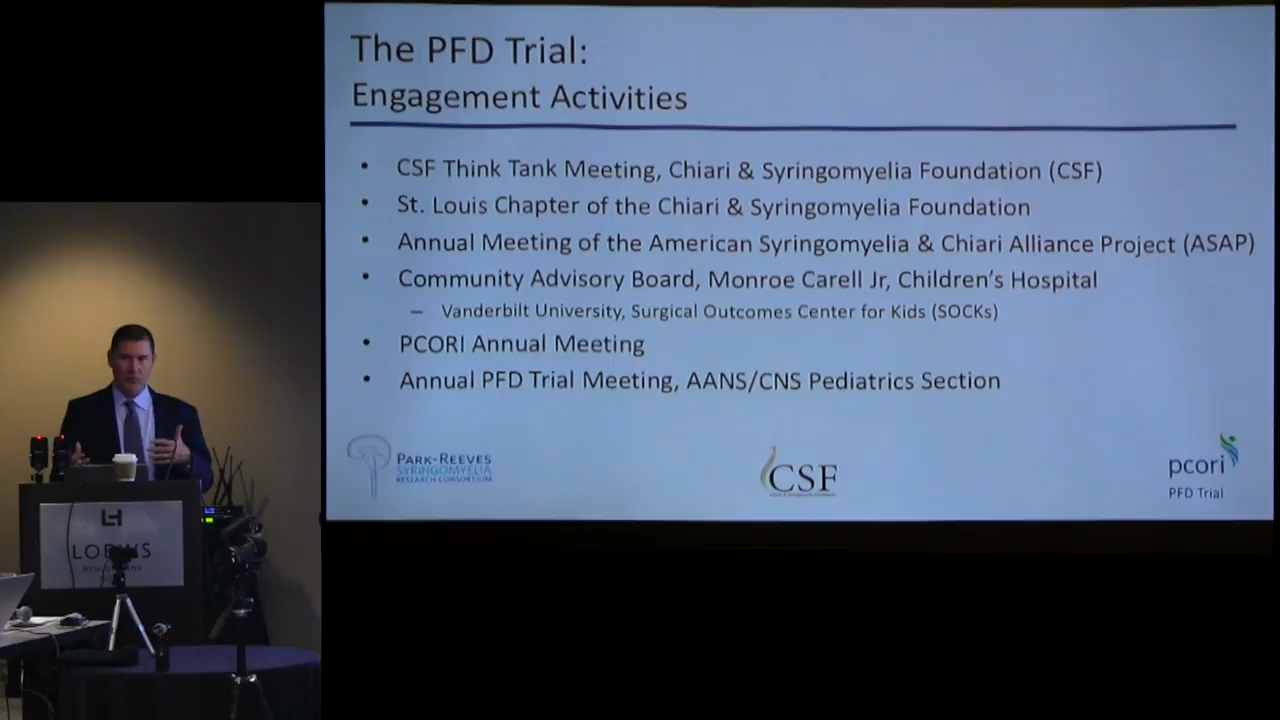 The PFD Trial:
Engagement Activities
• CSF Think Tank Meeting, Chiari & Syringomyelia Foundation (CSF)
• St. Louis Chapter of the Chiari & Syringomyelia Foundation
• Annual Meeting of the American Syringomyelia & Chiari Alliance Project (ASAP)
• Community Advisory Board, Monroe Carell Jr, Children's Hospital
– Vanderbilt University, Surgical Outcomes Center for Kids (SOCKs)
• PCORI Annual Meeting
• Annual PFD Trial Meeting, AANS/CNS Pediatrics Section
PARK-REEVES
SYRINGOMYELIA
RESEARCH CONSORTIUM
CSF
pcori
PFD Trial
LOEWS